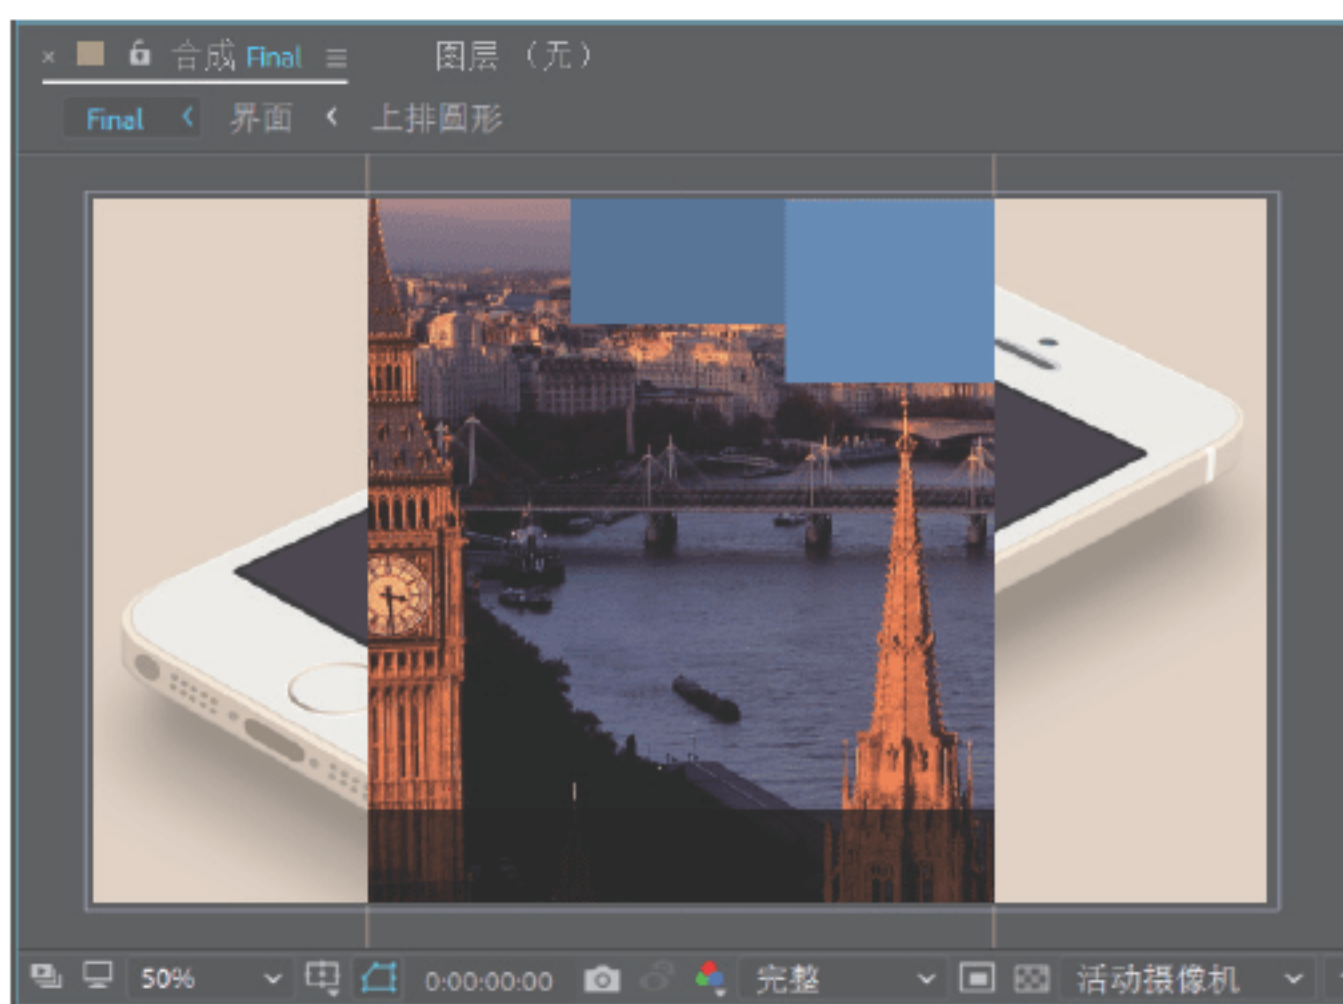 × 合成 Final ≡ 图层 （无）
Final < 界面 < 上排圆形
50% 0:00:00:00 完整 活动摄像机